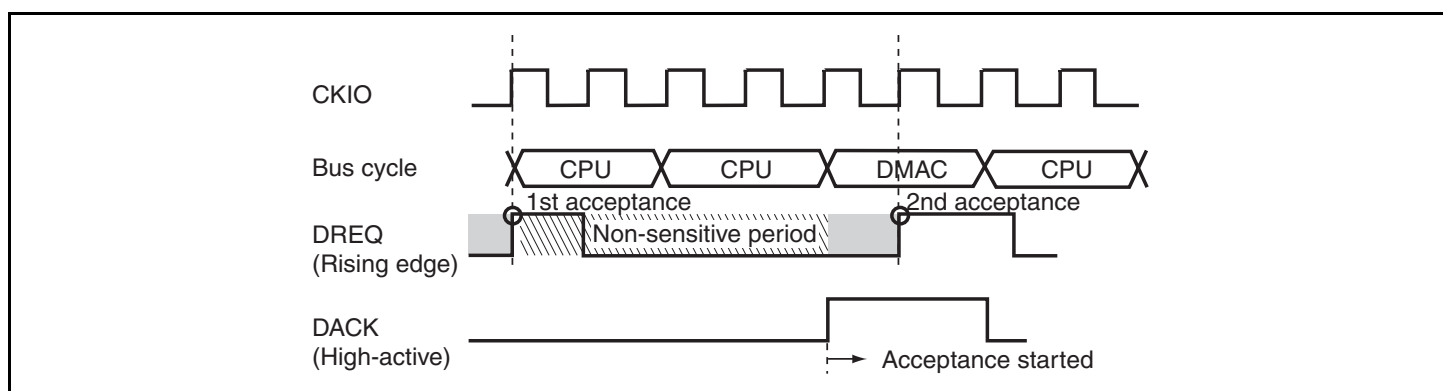 CKIO
Bus cycle
CPU
CPU
DMAC
CPU
1st acceptance
2nd acceptance
DREQ
(Rising edge)
Non-sensitive period
DACK
(High-active)
Acceptance started